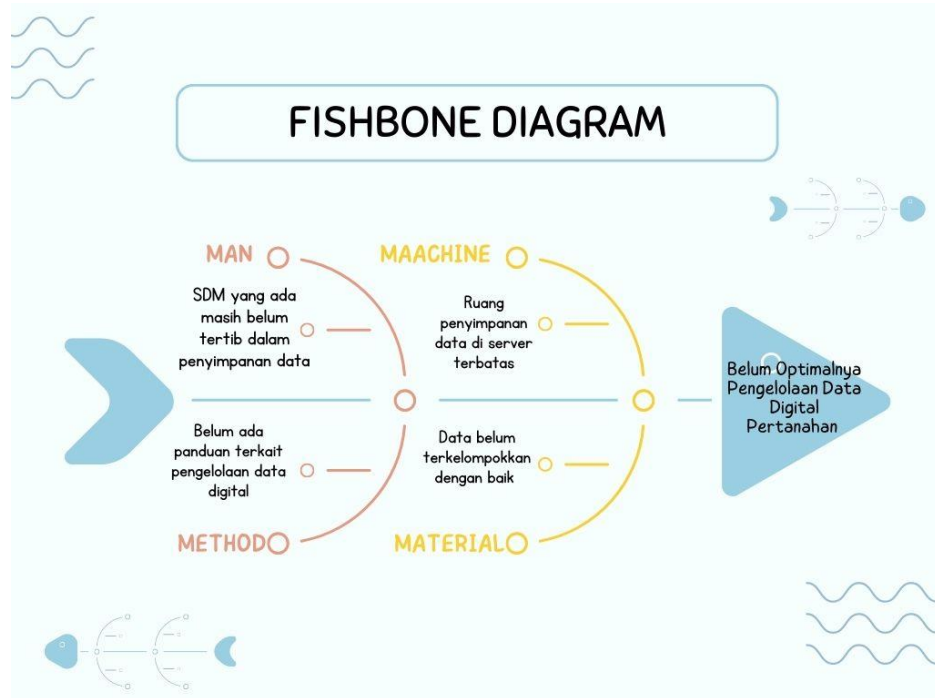 FISHBONE DIAGRAM
MAN
SDM yang ada
masih belum
tertib dalam
penyimpanan data
MAACHINE
Ruang
penyimpanan
data di server
terbatas
Belum Optimalnya
Pengelolaan Data
Digital
Pertanahan
Belum ada
panduan terkait
pengelolaan data
digital
METHOD
Data belum
terkelompokkan
dengan baik
MATERIAL